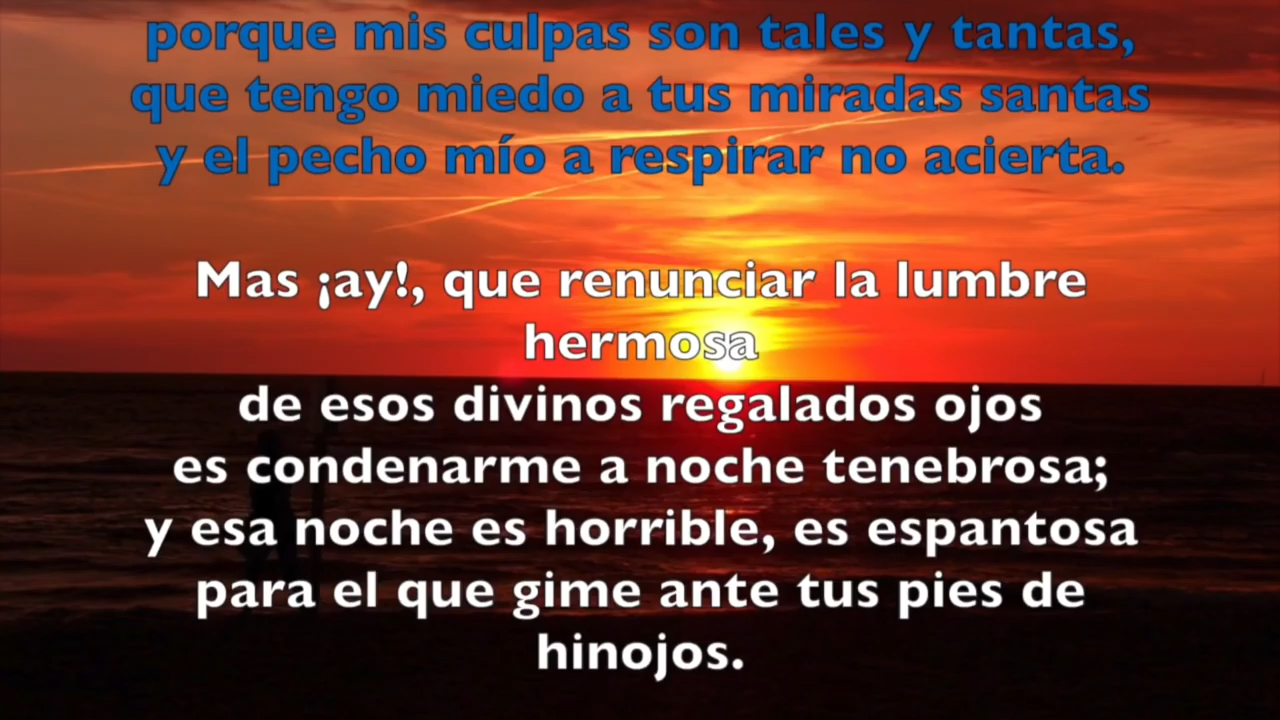 porque mis culpas son tales y tantas,
que tengo miedo a tus miradas santas
y el pecho mío a respirar no acierta.
Mas ¡ay!, que renunciar la lumbre
hermosa
de esos divinos regalados ojos
es condenarme a noche tenebrosa;
y esa noche es horrible, es espantosa
para el que gime ante tus pies de
hinojos.